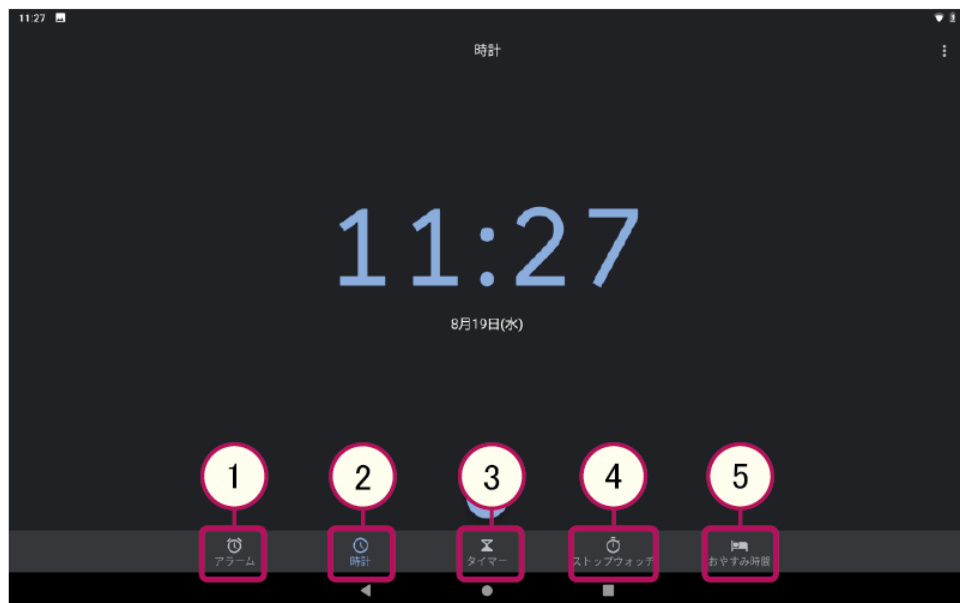 11:27
時計
11:27
8月19日(水)
1 2 3 4 5
アラーム 時計 タイマー ストップウォッチ おやすみ時間